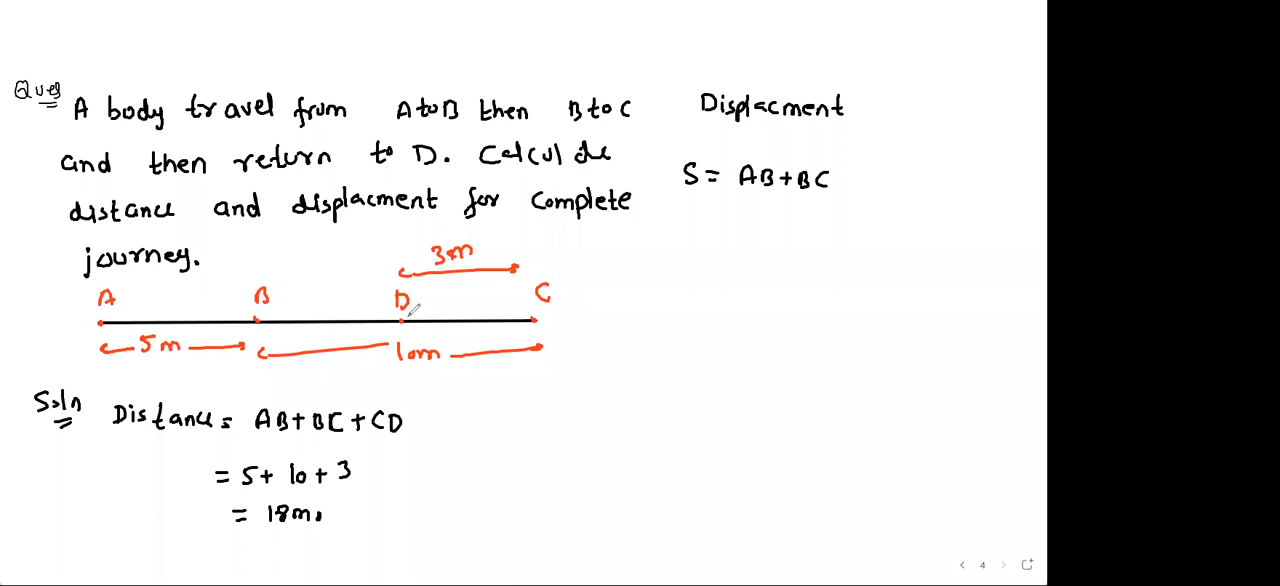 Ques
A body travel from A to B then B to C
and then return to D. Calculate
distance and displacment for complete
journey.
3m
A B D C
5m 10m
Soln Distance = AB+BC+CD
= 5+10+3
= 18m.
Displacment
S= AB+BC
4